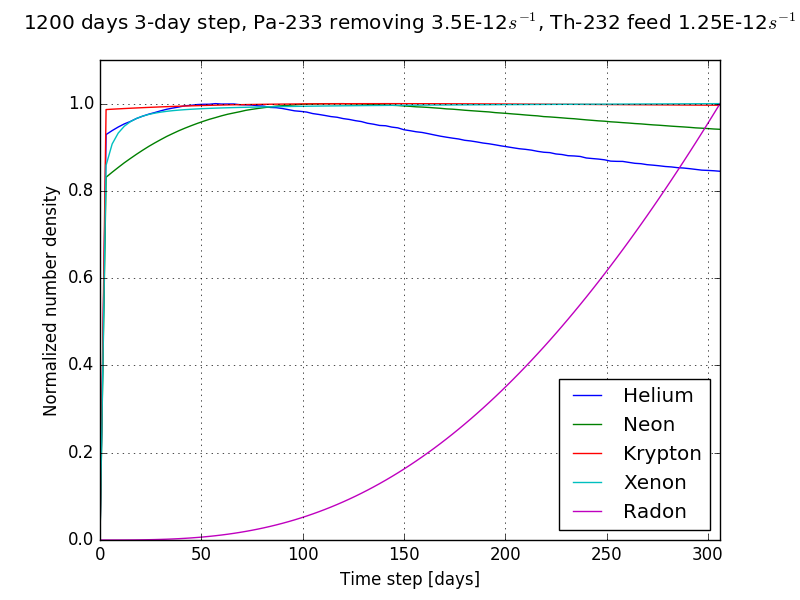 1200 days 3-day step, Pa-233 removing 3.5E-12s⁻¹, Th-232 feed 1.25E-12s⁻¹
Normalized number density
1.0
0.8
0.6
0.4
0.2
0.0
Helium
Neon
Krypton
Xenon
Radon
0 50 100 150 200 250 300
Time step [days]